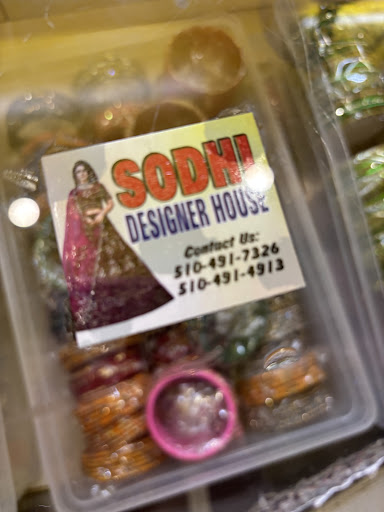 SODHI
DESIGNER HOUSE
Contact Us:
510-491-7326
510-491-4913